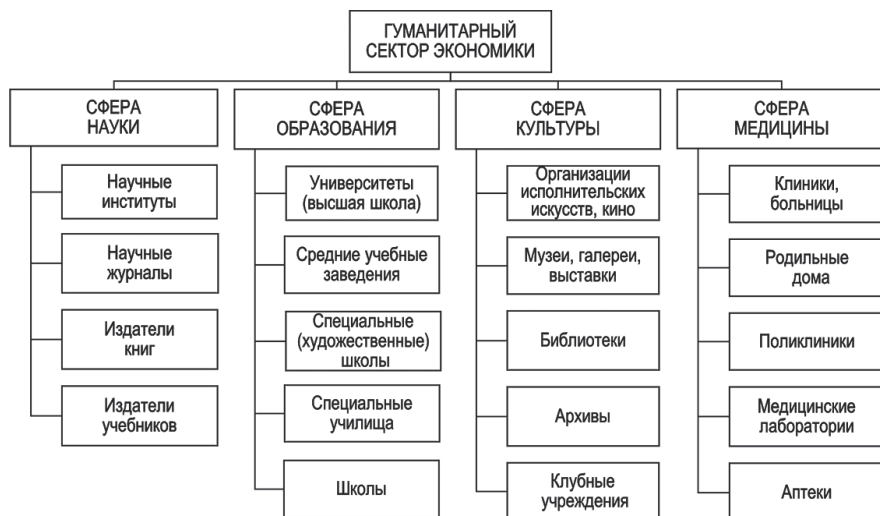 ГУМАНИТАРНЫЙ
СЕКТОР ЭКОНОМИКИ
СФЕРА
НАУКИ
Научные
институты
Научные
журналы
Издатели
книг
Издатели
учебников
СФЕРА
ОБРАЗОВАНИЯ
Университеты
(высшая школа)
Средние учебные
заведения
Специальные
(художественные)
школы
Специальные
училища
Школы
СФЕРА
КУЛЬТУРЫ
Организации
исполнительских
искусств, кино
Музеи, галереи,
выставки
Библиотеки
Архивы
Клубные
учреждения
СФЕРА
МЕДИЦИНЫ
Клиники,
больницы
Родильные
дома
Поликлиники
Медицинские
лаборатории
Аптеки